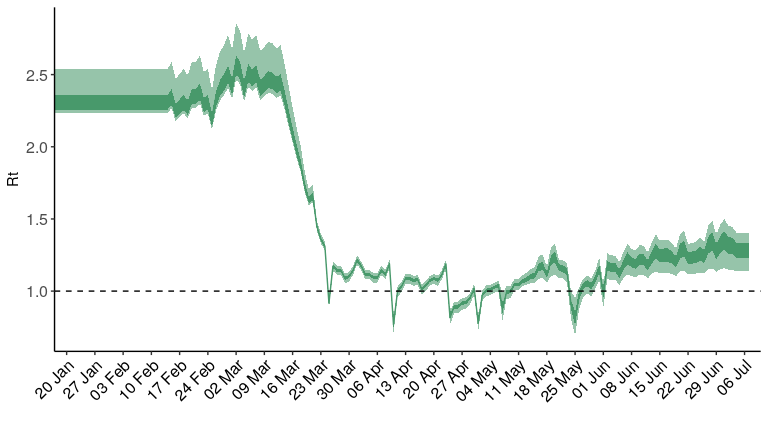 Rt
2.5
2.0
1.5
1.0
20 Jan
27 Jan
03 Feb
10 Feb
17 Feb
24 Feb
02 Mar
09 Mar
16 Mar
23 Mar
30 Mar
06 Apr
13 Apr
20 Apr
27 Apr
04 May
11 May
18 May
25 May
01 Jun
08 Jun
15 Jun
22 Jun
29 Jun
06 Jul